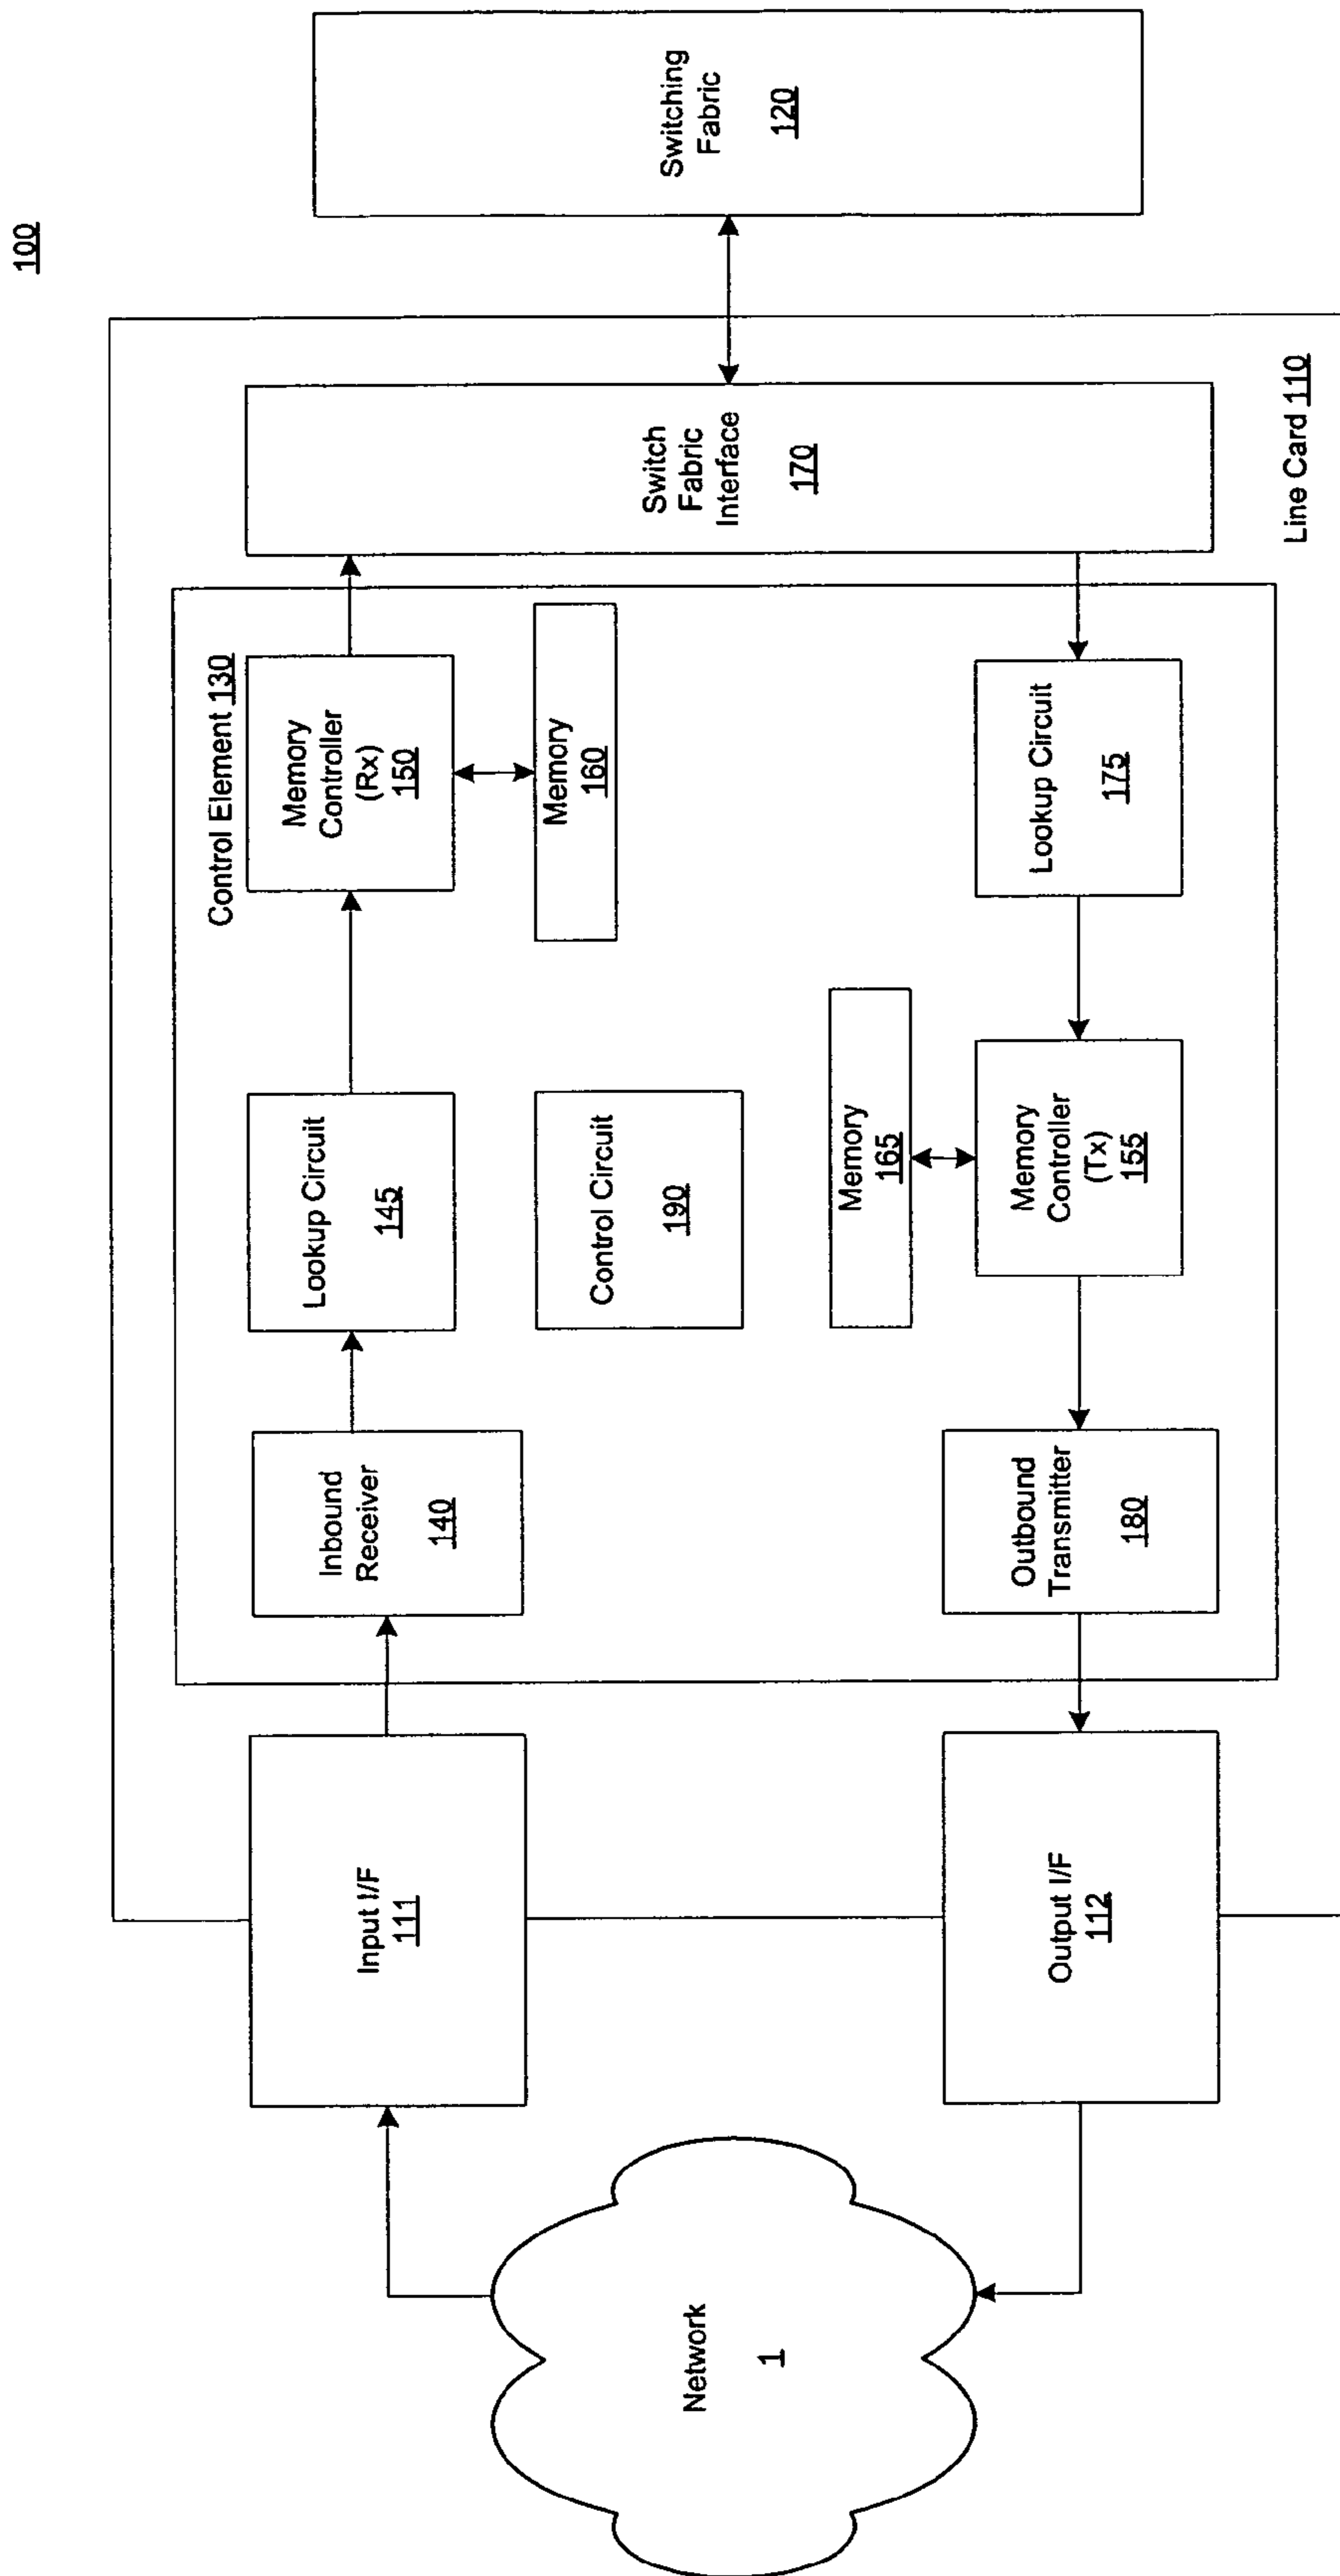 100
Network
1
Input I/F
111
Inbound
Receiver
140
Lookup Circuit
145
Control Element 130
Memory
Controller
(Rx)
150
Memory
160
Control Circuit
190
Switch
Fabric
Interface
170
Switching
Fabric
120
Output I/F
112
Outbound
Transmitter
180
Memory
165
Memory
Controller
(Tx)
155
Lookup Circuit
175
Line Card 110